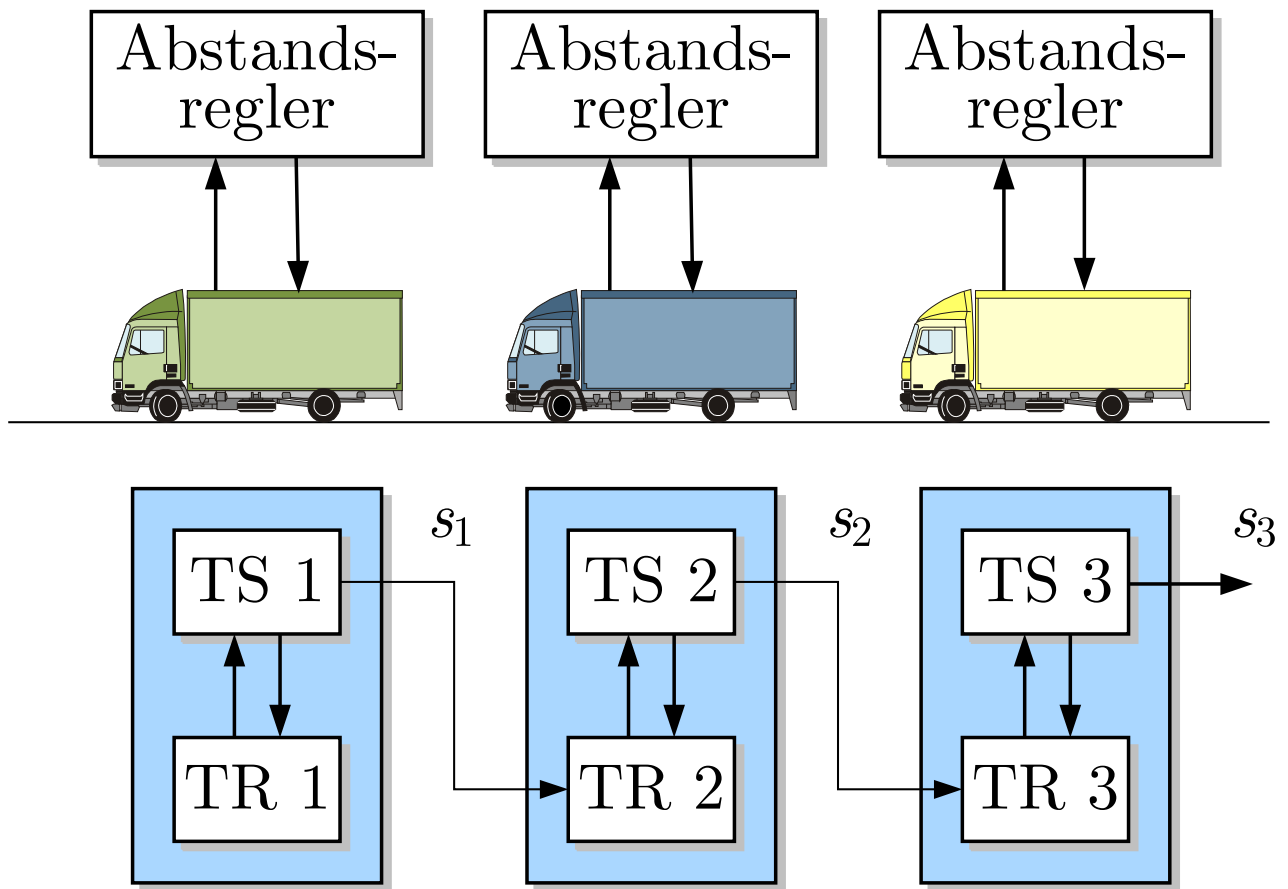 Abstands-
regler
Abstands-
regler
Abstands-
regler
s₁
s₂
s₃
TS 1
TS 2
TS 3
TR 1
TR 2
TR 3